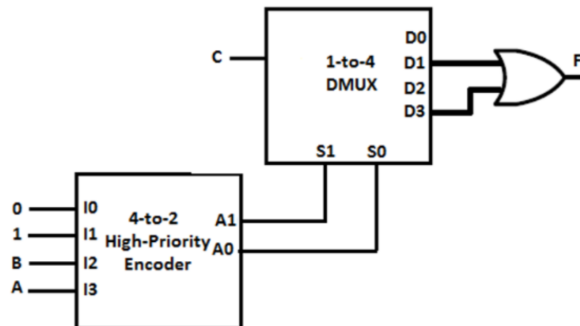 D0
C
1-to-4
D1
F
DMUX
D2
D3
S1 S0
0 I0
4-to-2
A1
1 I1
High-Priority
A0
B I2
Encoder
A I3